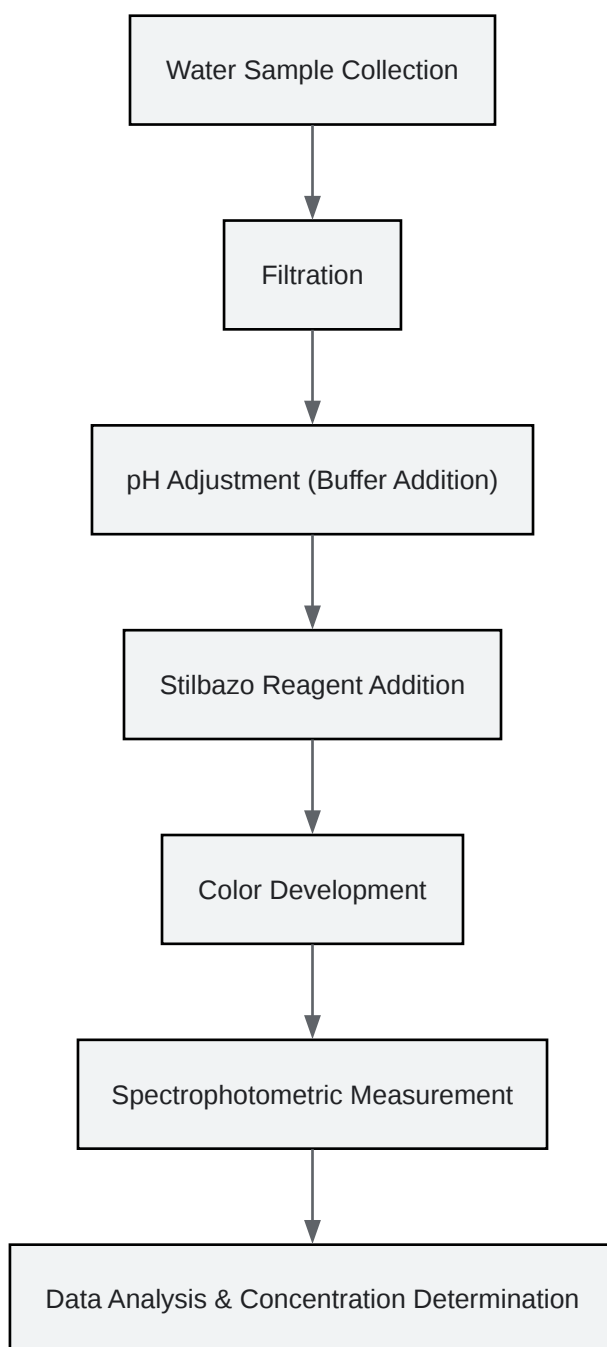 Water Sample Collection
Filtration
pH Adjustment (Buffer Addition)
Stilbazo Reagent Addition
Color Development
Spectrophotometric Measurement
Data Analysis & Concentration Determination